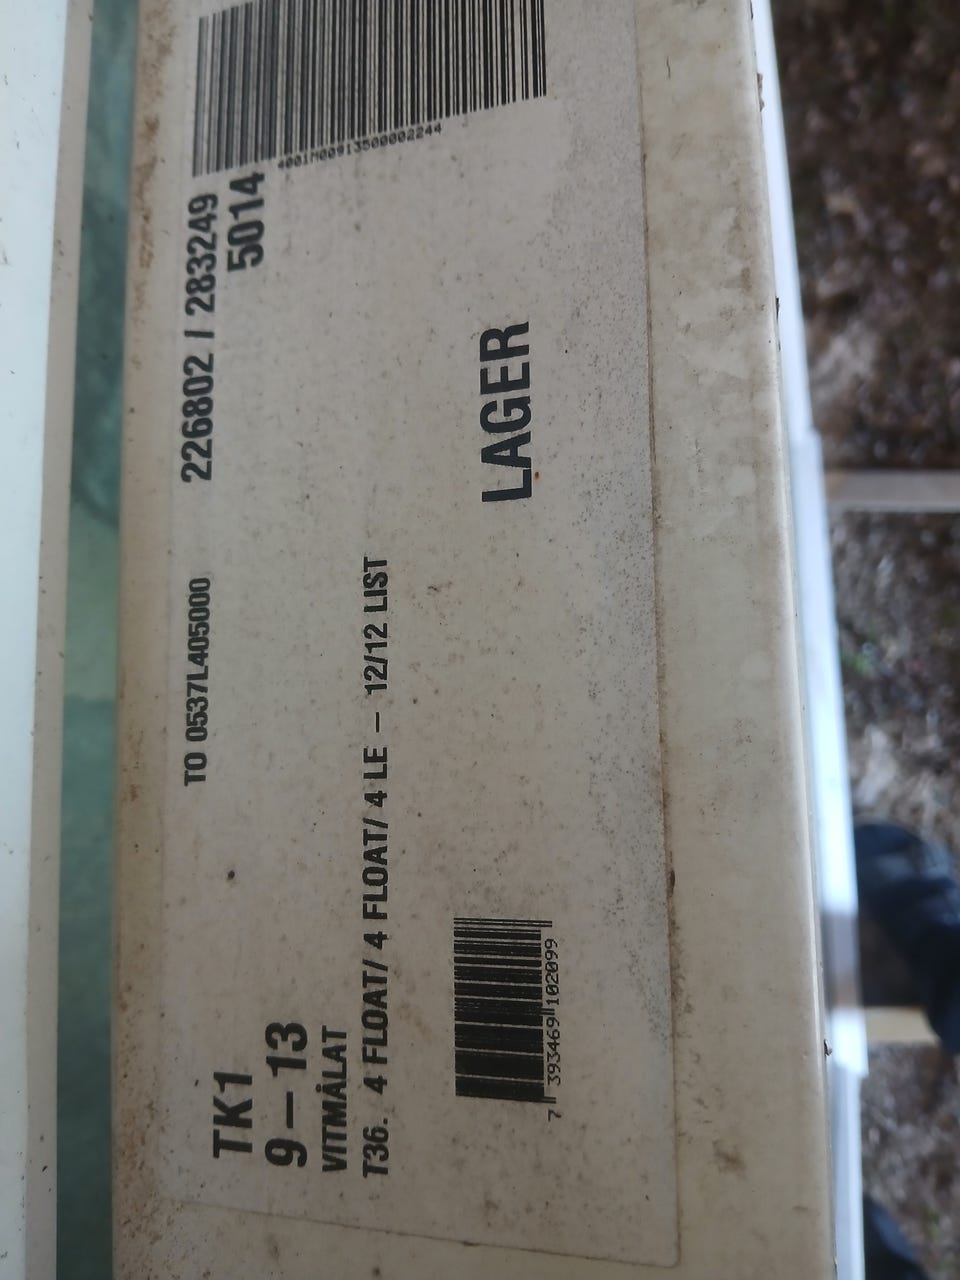 TK1
9–13
VITMÅLAT
T36. 4 FLOAT/ 4 FLOAT/ 4 LE – 12/12 LIST
TO 0537L405000
226802 / 283249
5014
4001M00913500002244
LAGER
7 393469 102099